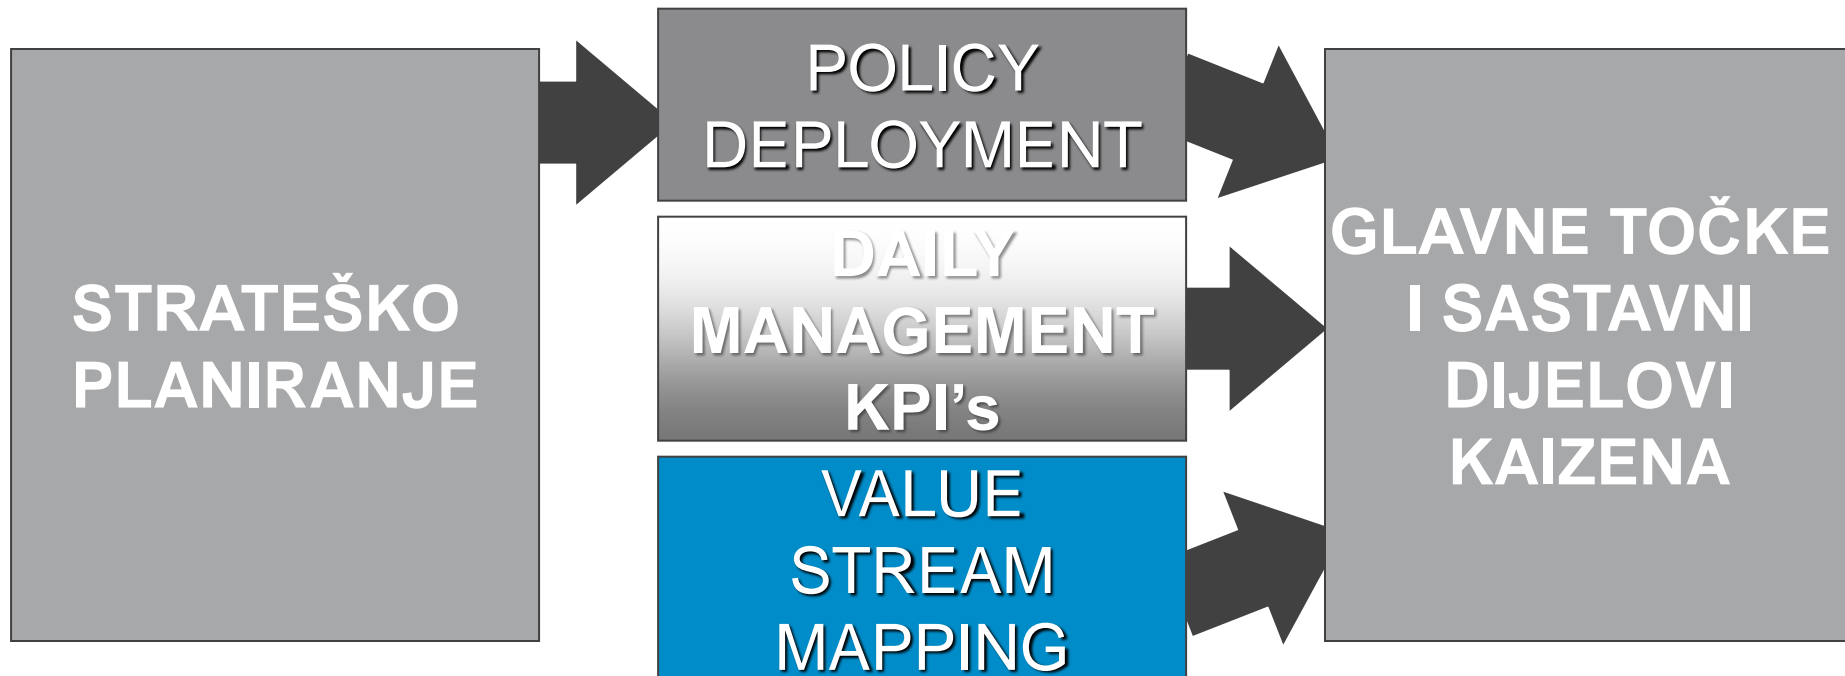 STRATEŠKO
PLANIRANJE
POLICY
DEPLOYMENT
DAILY
MANAGEMENT
KPI’s
VALUE
STREAM
MAPPING
GLAVNE TOČKE
I SASTAVNI
DIJELOVI
KAIZENA